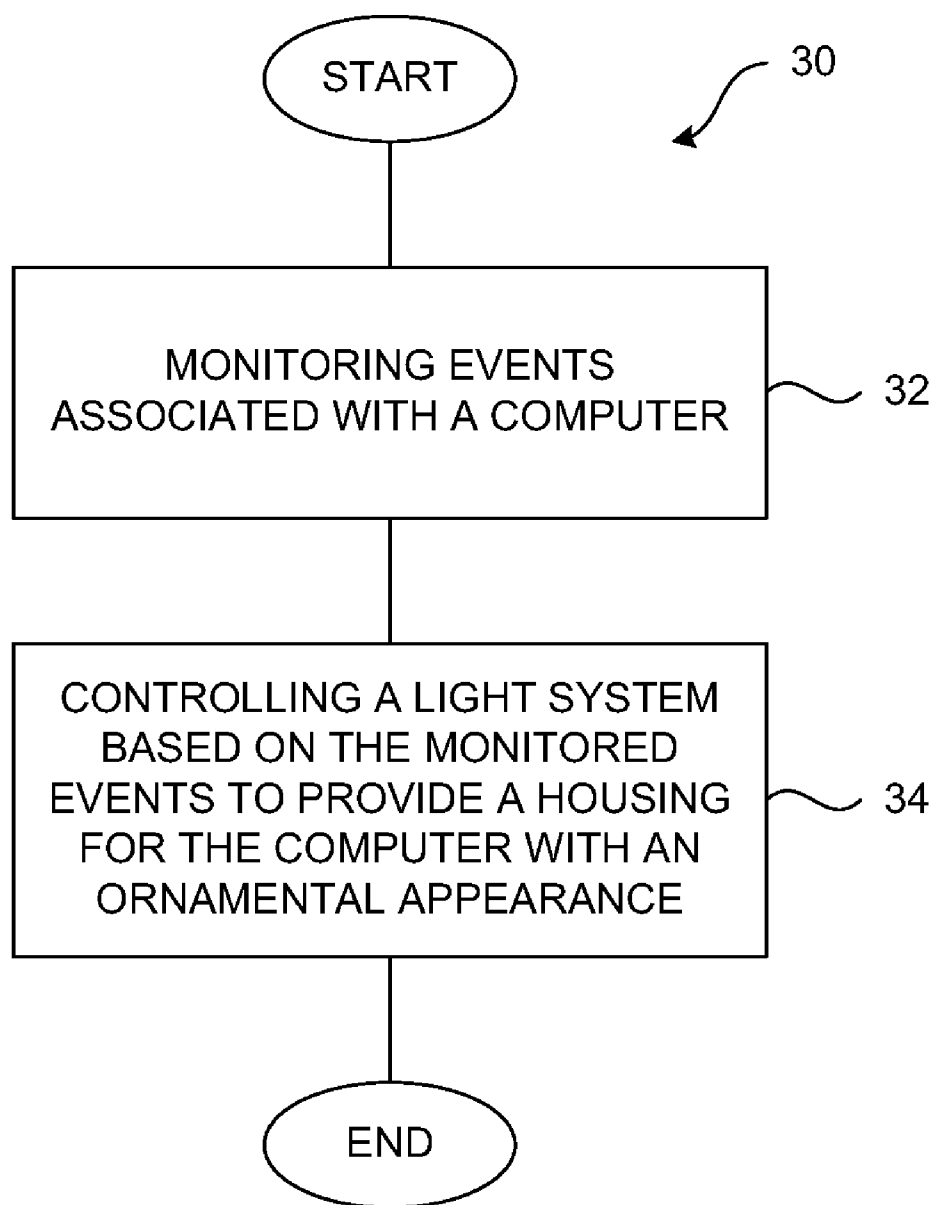 START
30
MONITORING EVENTS
ASSOCIATED WITH A COMPUTER
32
CONTROLLING A LIGHT SYSTEM
BASED ON THE MONITORED
EVENTS TO PROVIDE A HOUSING
FOR THE COMPUTER WITH AN
ORNAMENTAL APPEARANCE
34
END